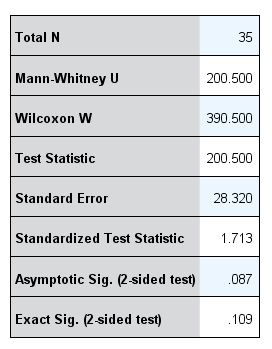 Total N 35
Mann-Whitney U 200.500
Wilcoxon W 390.500
Test Statistic 200.500
Standard Error 28.320
Standardized Test Statistic 1.713
Asymptotic Sig. (2-sided test) .087
Exact Sig. (2-sided test) .109